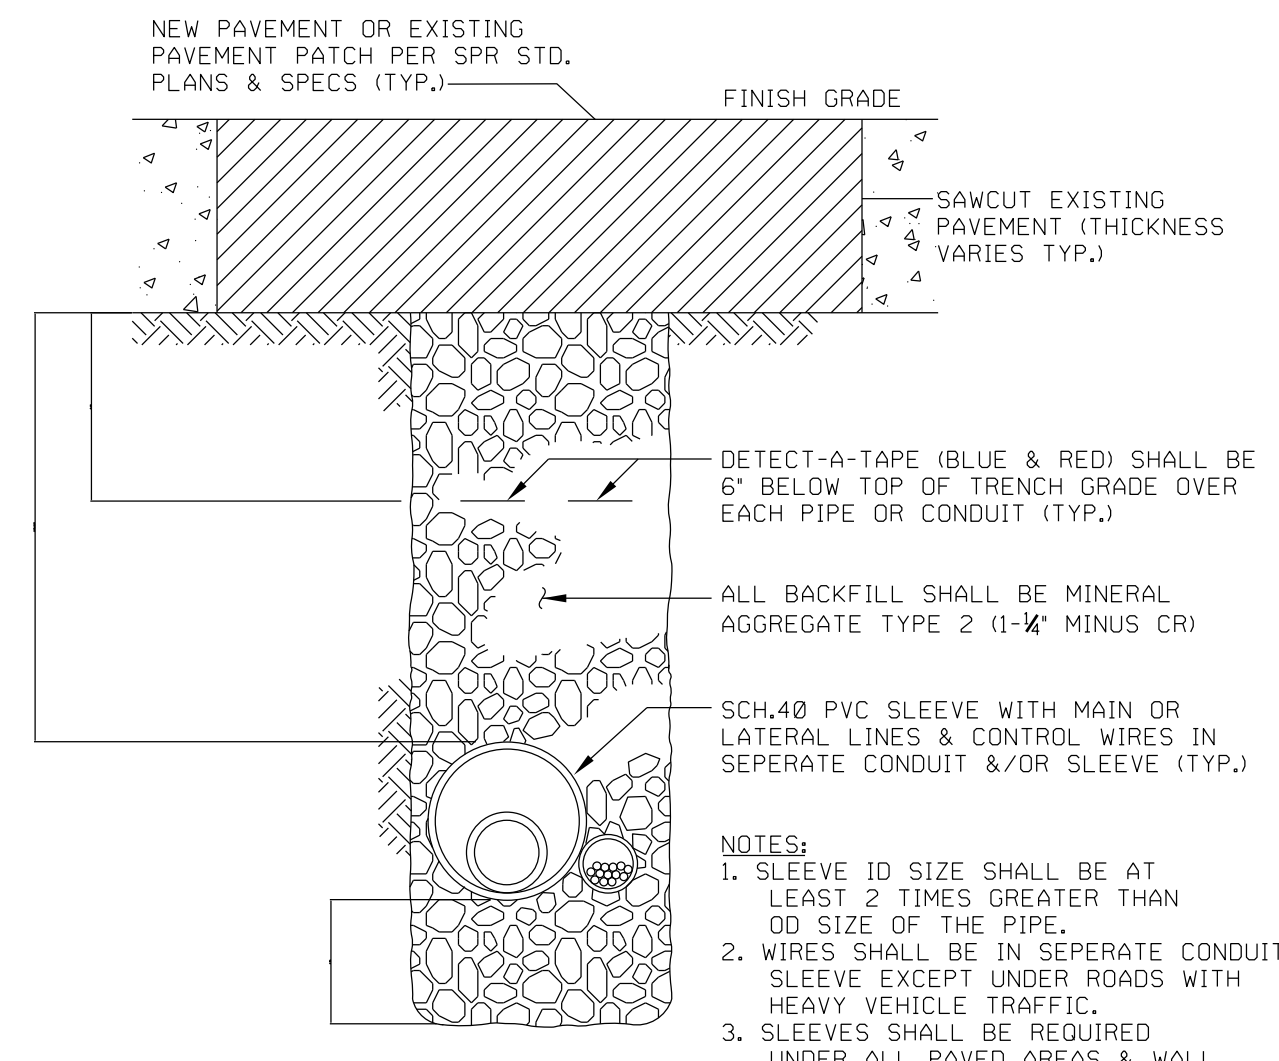 NEW PAVEMENT OR EXISTING
PAVEMENT PATCH PER SPR STD.
PLANS & SPECS (TYP.)
FINISH GRADE
SAWCUT EXISTING
PAVEMENT (THICKNESS
VARIES TYP.)
DETECT-A-TAPE (BLUE & RED) SHALL BE
6" BELOW TOP OF TRENCH GRADE OVER
EACH PIPE OR CONDUIT (TYP.)
ALL BACKFILL SHALL BE MINERAL
AGGREGATE TYPE 2 (1-1/4" MINUS CR)
SCH.40 PVC SLEEVE WITH MAIN OR
LATERAL LINES & CONTROL WIRES IN
SEPERATE CONDUIT &/OR SLEEVE (TYP.)
NOTES:
1. SLEEVE ID SIZE SHALL BE AT
LEAST 2 TIMES GREATER THAN
OD SIZE OF THE PIPE.
2. WIRES SHALL BE IN SEPERATE CONDUIT
SLEEVE EXCEPT UNDER ROADS WITH
HEAVY VEHICLE TRAFFIC.
3. SLEEVES SHALL BE REQUIRED
UNDER ALL PAVED AREAS & WALL